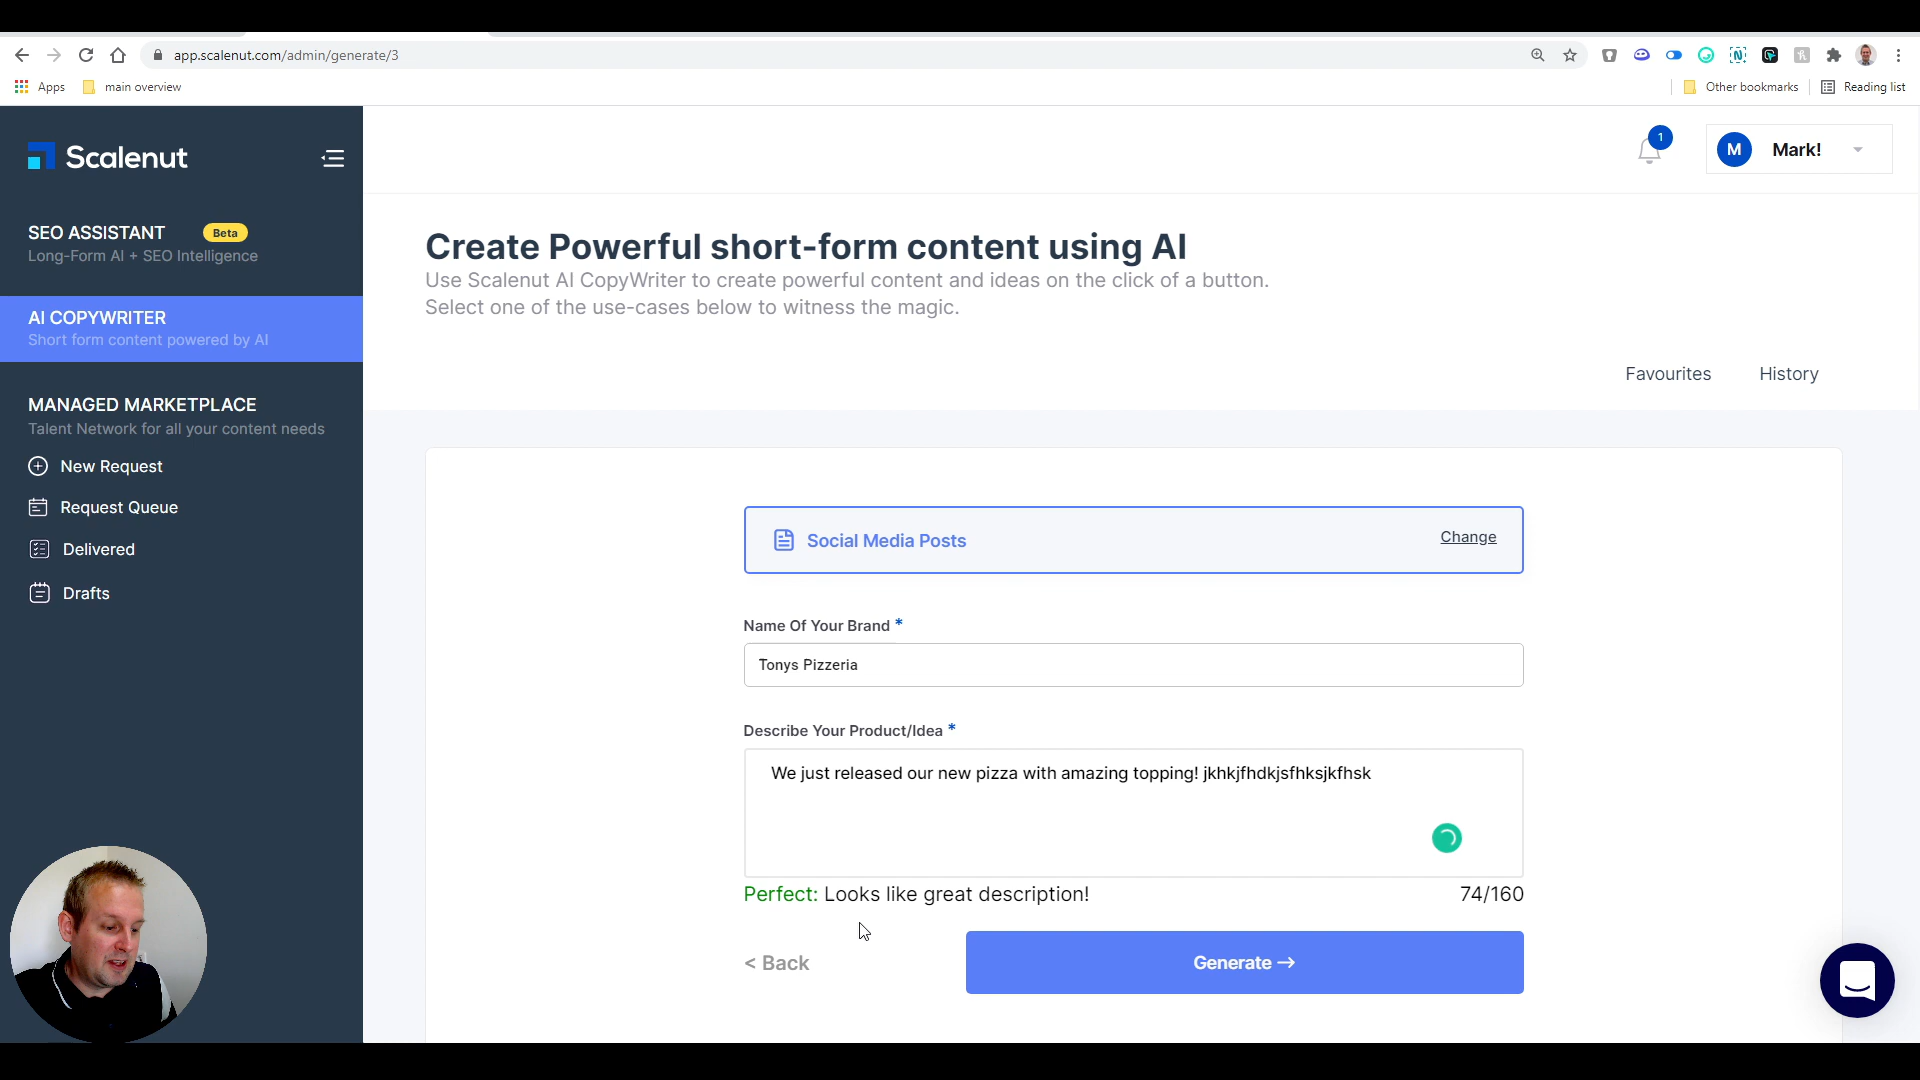 app.scalenut.com/admin/generate/3
Apps
main overview
Other bookmarks
Reading list
Scalenut
1
M
Mark!
SEO ASSISTANT
Beta
Long-Form AI + SEO Intelligence
AI COPYWRITER
Short form content powered by AI
MANAGED MARKETPLACE
Talent Network for all your content needs
New Request
Request Queue
Delivered
Drafts
Create Powerful short-form content using AI
Use Scalenut AI CopyWriter to create powerful content and ideas on the click of a button.
Select one of the use-cases below to witness the magic.
Favourites
History
Social Media Posts
Change
Name Of Your Brand *
Tonys Pizzeria
Describe Your Product/Idea *
We just released our new pizza with amazing topping! jkhkjfhdkjsfhksjkfhsk
Perfect: Looks like great description!
74/160
< Back
Generate →